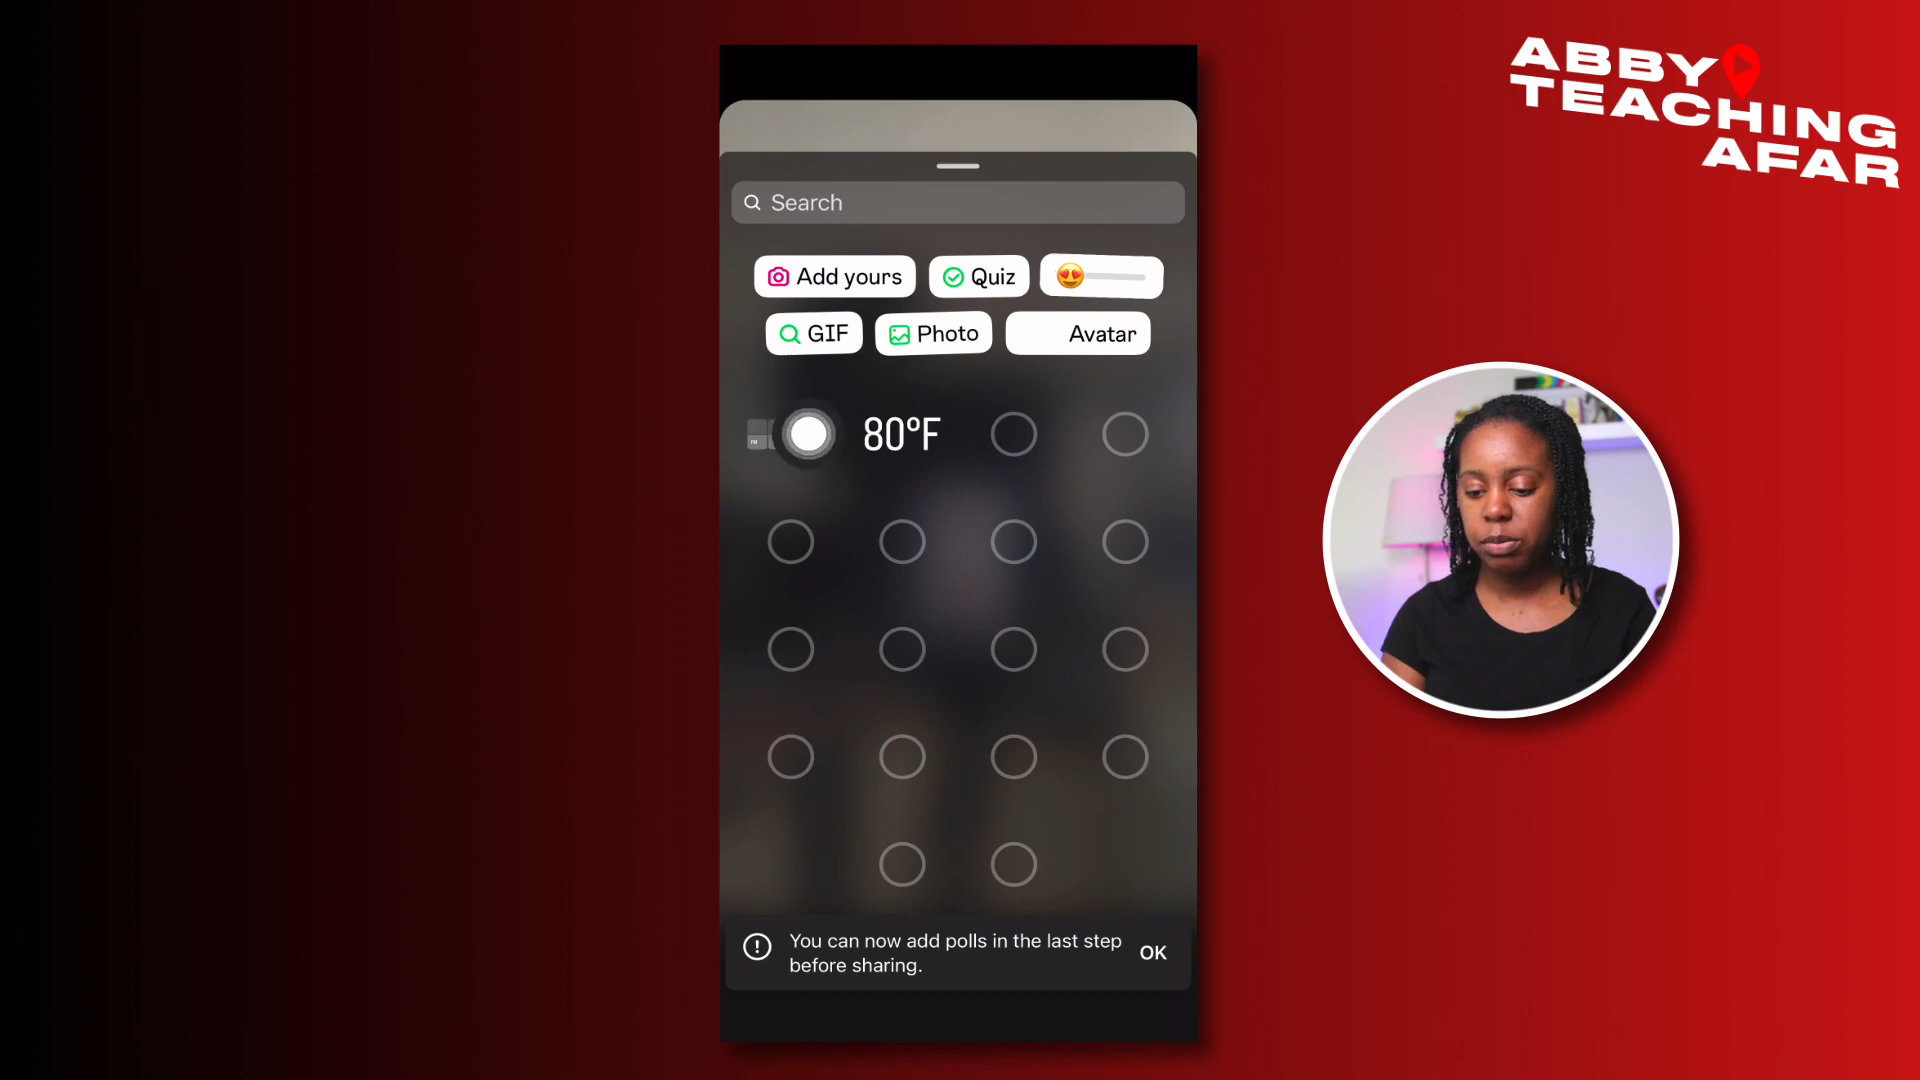 ABBY
TEACHING
AFAR
Search
Add yours
Quiz
GIF
Photo
Avatar
80°F
You can now add polls in the last step
before sharing.
OK